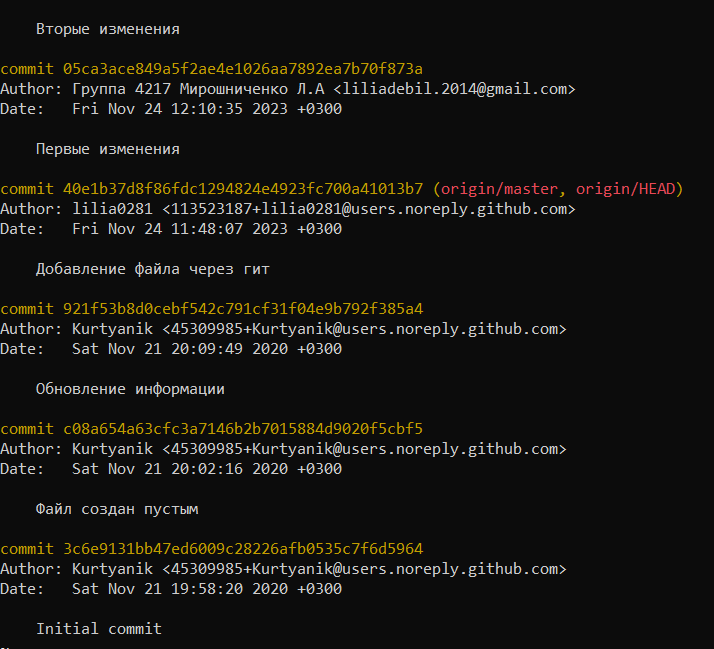 Вторые изменения
commit 05ca3ace849a5f2ae4e1026aa7892ea7b70f873a
Author: Группа 4217 Мирошниченко Л.А <liliadebil.2014@gmail.com>
Date:   Fri Nov 24 12:10:35 2023 +0300
Первые изменения
commit 40e1b37d8f86fdc1294824e4923fc700a41013b7 (origin/master, origin/HEAD)
Author: lilia0281 <113523187+lilia0281@users.noreply.github.com>
Date:   Fri Nov 24 11:48:07 2023 +0300
Добавление файла через гит
commit 921f53b8d0cebf542c791cf31f04e9b792f385a4
Author: Kurtyanik <45309985+Kurtyanik@users.noreply.github.com>
Date:   Sat Nov 21 20:09:49 2020 +0300
Обновление информации
commit c08a654a63cfc3a7146b2b7015884d9020f5cbf5
Author: Kurtyanik <45309985+Kurtyanik@users.noreply.github.com>
Date:   Sat Nov 21 20:02:16 2020 +0300
Файл создан пустым
commit 3c6e9131bb47ed6009c28226afb0535c7f6d5964
Author: Kurtyanik <45309985+Kurtyanik@users.noreply.github.com>
Date:   Sat Nov 21 19:58:20 2020 +0300
Initial commit